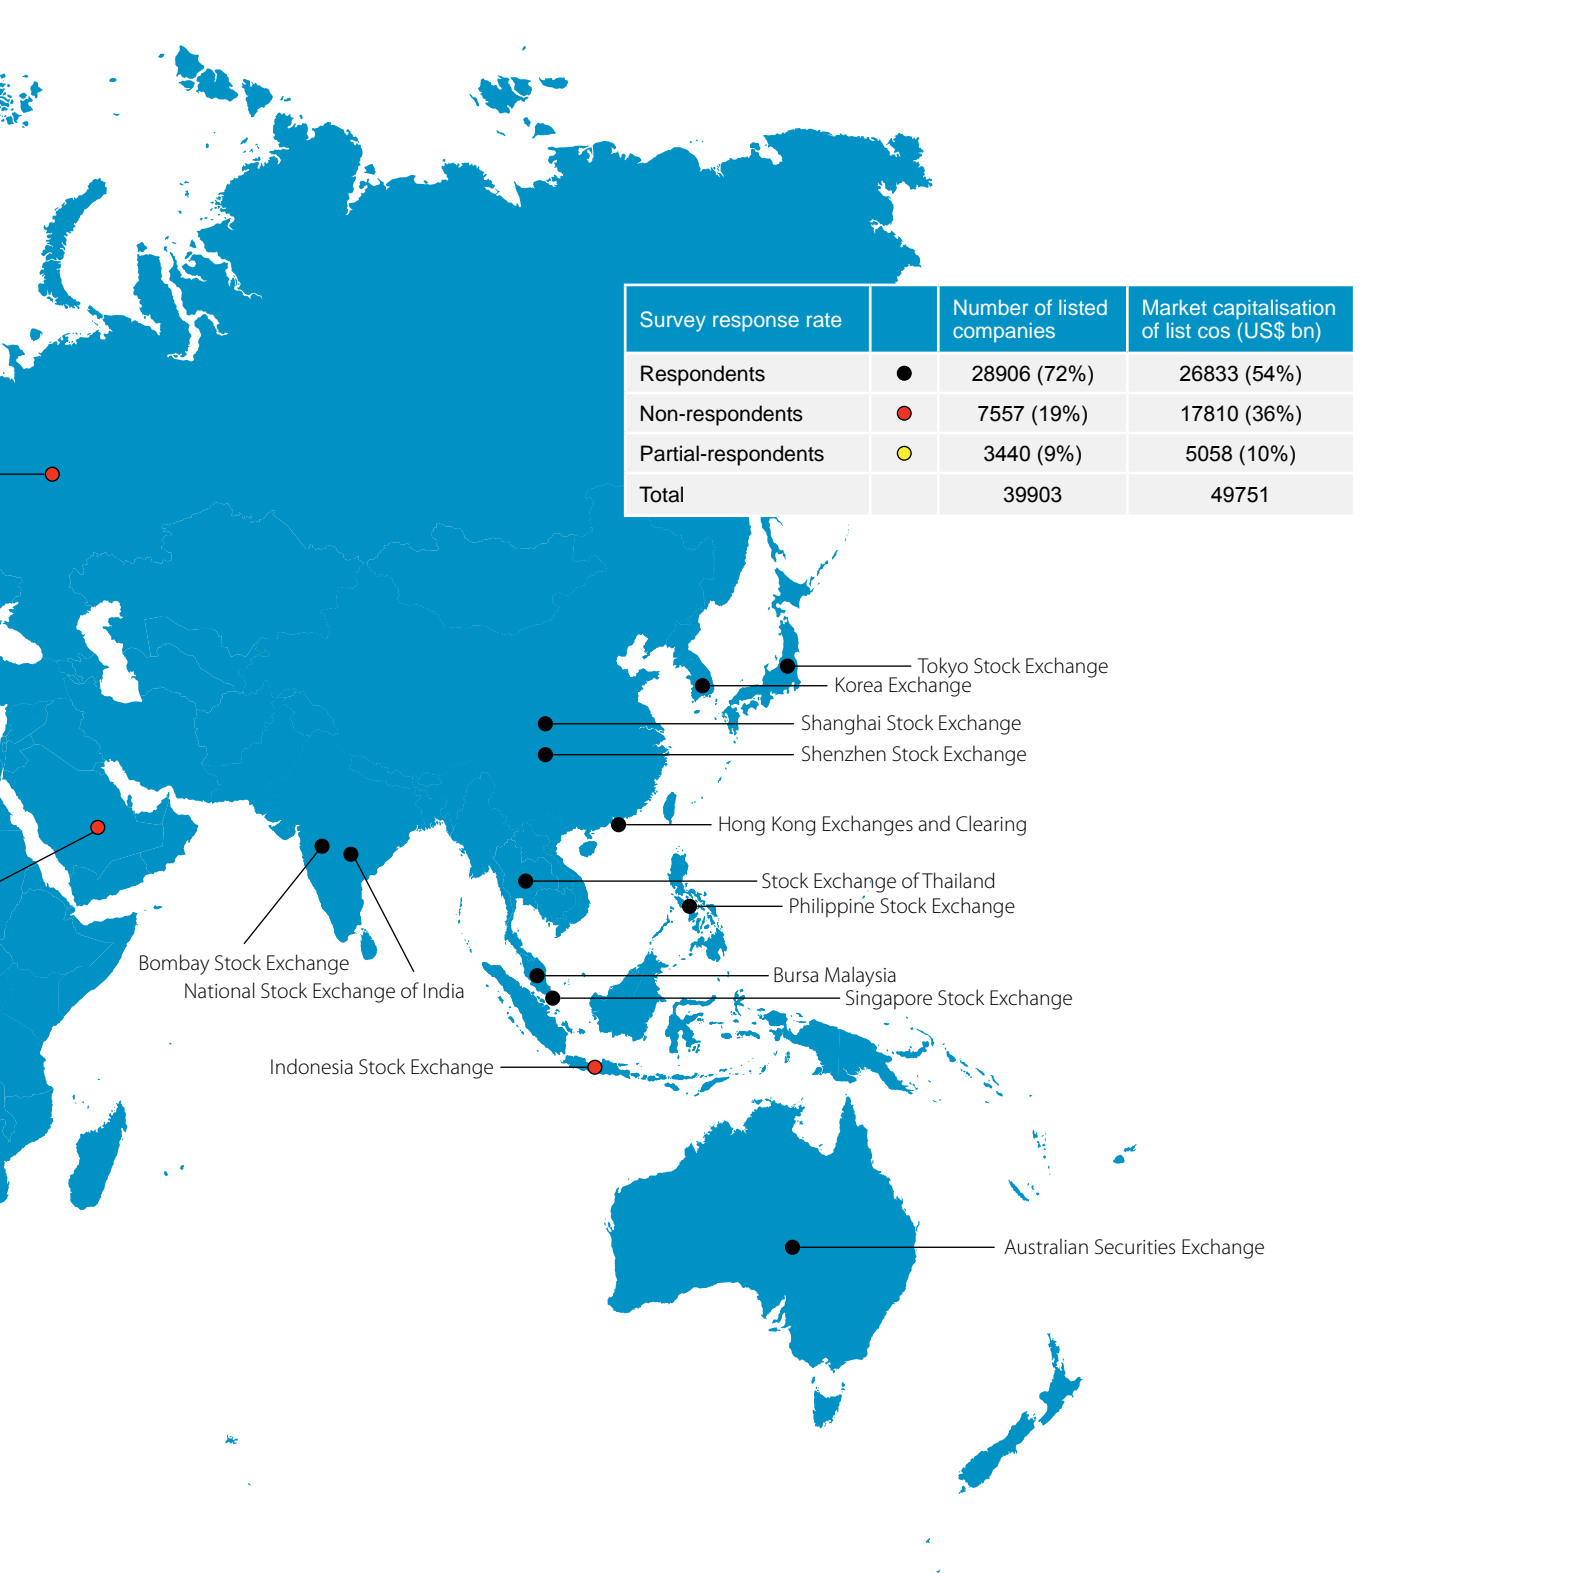 Survey response rate
Number of listed
companies
Market capitalisation
of list cos (US$ bn)
Respondents 28906 (72%) 26833 (54%)
Non-respondents 7557 (19%) 17810 (36%)
Partial-respondents 3440 (9%) 5058 (10%)
Total 39903 49751
Tokyo Stock Exchange
Korea Exchange
Shanghai Stock Exchange
Shenzhen Stock Exchange
Hong Kong Exchanges and Clearing
Stock Exchange of Thailand
Philippine Stock Exchange
Bombay Stock Exchange
National Stock Exchange of India
Bursa Malaysia
Singapore Stock Exchange
Indonesia Stock Exchange
Australian Securities Exchange